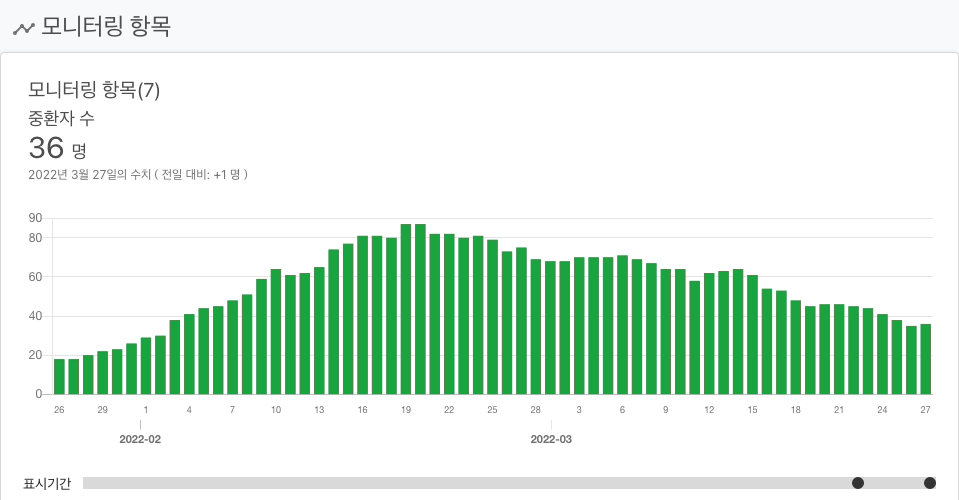 모니터링 항목
모니터링 항목(7)
중환자 수
36 명
2022년 3월 27일의 수치 ( 전일 대비: +1 명 )
90
80
60
40
20
0
26 29 1 4 7 10 13 16 19 22 25 28 3 6 9 12 15 18 21 24 27
2022-02 2022-03
표시기간